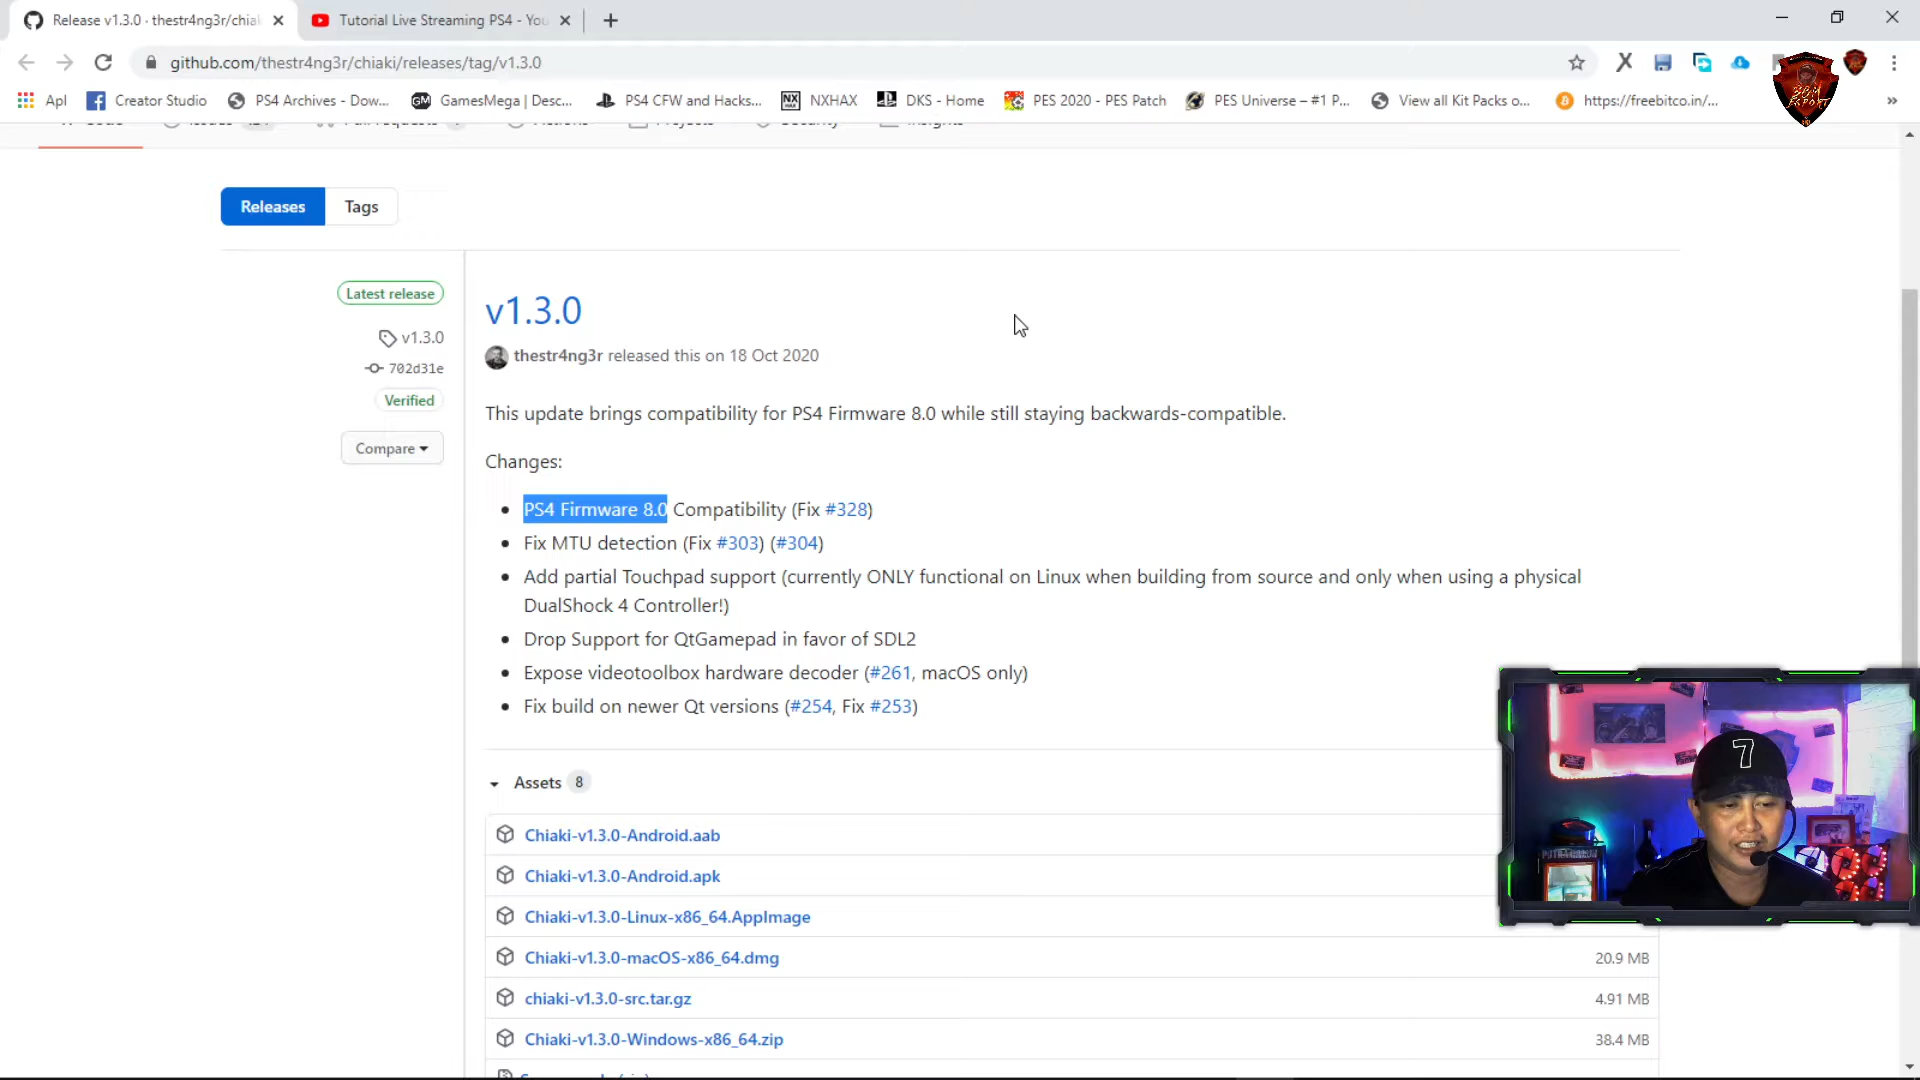 Release v1.3.0 · thestr4ng3r/chiak
Tutorial Live Streaming PS4 - You
github.com/thestr4ng3r/chiaki/releases/tag/v1.3.0
Apl
Creator Studio
PS4 Archives - Dow...
GM
GamesMega | Desc...
PS4 CFW and Hacks...
NXHAX
DKS - Home
PES 2020 - PES Patch
PES Universe – #1 P...
View all Kit Packs o...
https://freebitco.in/...
»
Releases
Tags
Latest release
v1.3.0
702d31e
Verified
Compare
v1.3.0
thestr4ng3r released this on 18 Oct 2020
This update brings compatibility for PS4 Firmware 8.0 while still staying backwards-compatible.
Changes:
• PS4 Firmware 8.0 Compatibility (Fix #328)
• Fix MTU detection (Fix #303) (#304)
• Add partial Touchpad support (currently ONLY functional on Linux when building from source and only when using a physical
DualShock 4 Controller!)
• Drop Support for QtGamepad in favor of SDL2
• Expose videotoolbox hardware decoder (#261, macOS only)
• Fix build on newer Qt versions (#254, Fix #253)
Assets 8
Chiaki-v1.3.0-Android.aab
Chiaki-v1.3.0-Android.apk
Chiaki-v1.3.0-Linux-x86_64.AppImage
Chiaki-v1.3.0-macOS-x86_64.dmg
20.9 MB
chiaki-v1.3.0-src.tar.gz
4.91 MB
Chiaki-v1.3.0-Windows-x86_64.zip
38.4 MB
7